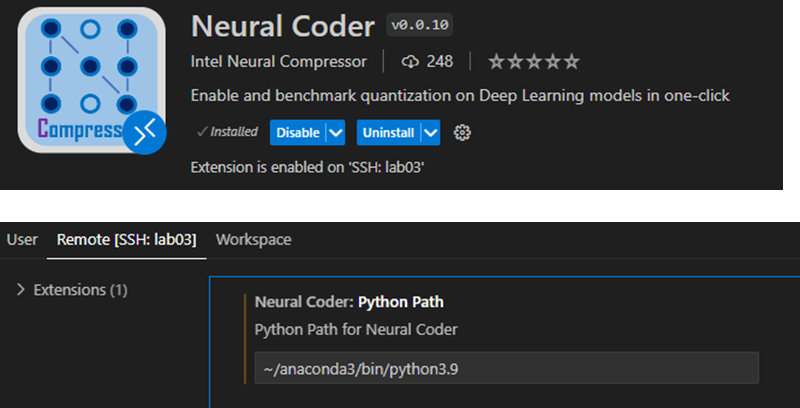 Neural Coder v0.0.10
Intel Neural Compressor 248
Enable and benchmark quantization on Deep Learning models in one-click
Compress
Installed Disable Uninstall
Extension is enabled on 'SSH: lab03'
User Remote [SSH: lab03] Workspace
Extensions (1)
Neural Coder: Python Path
Python Path for Neural Coder
~/anaconda3/bin/python3.9